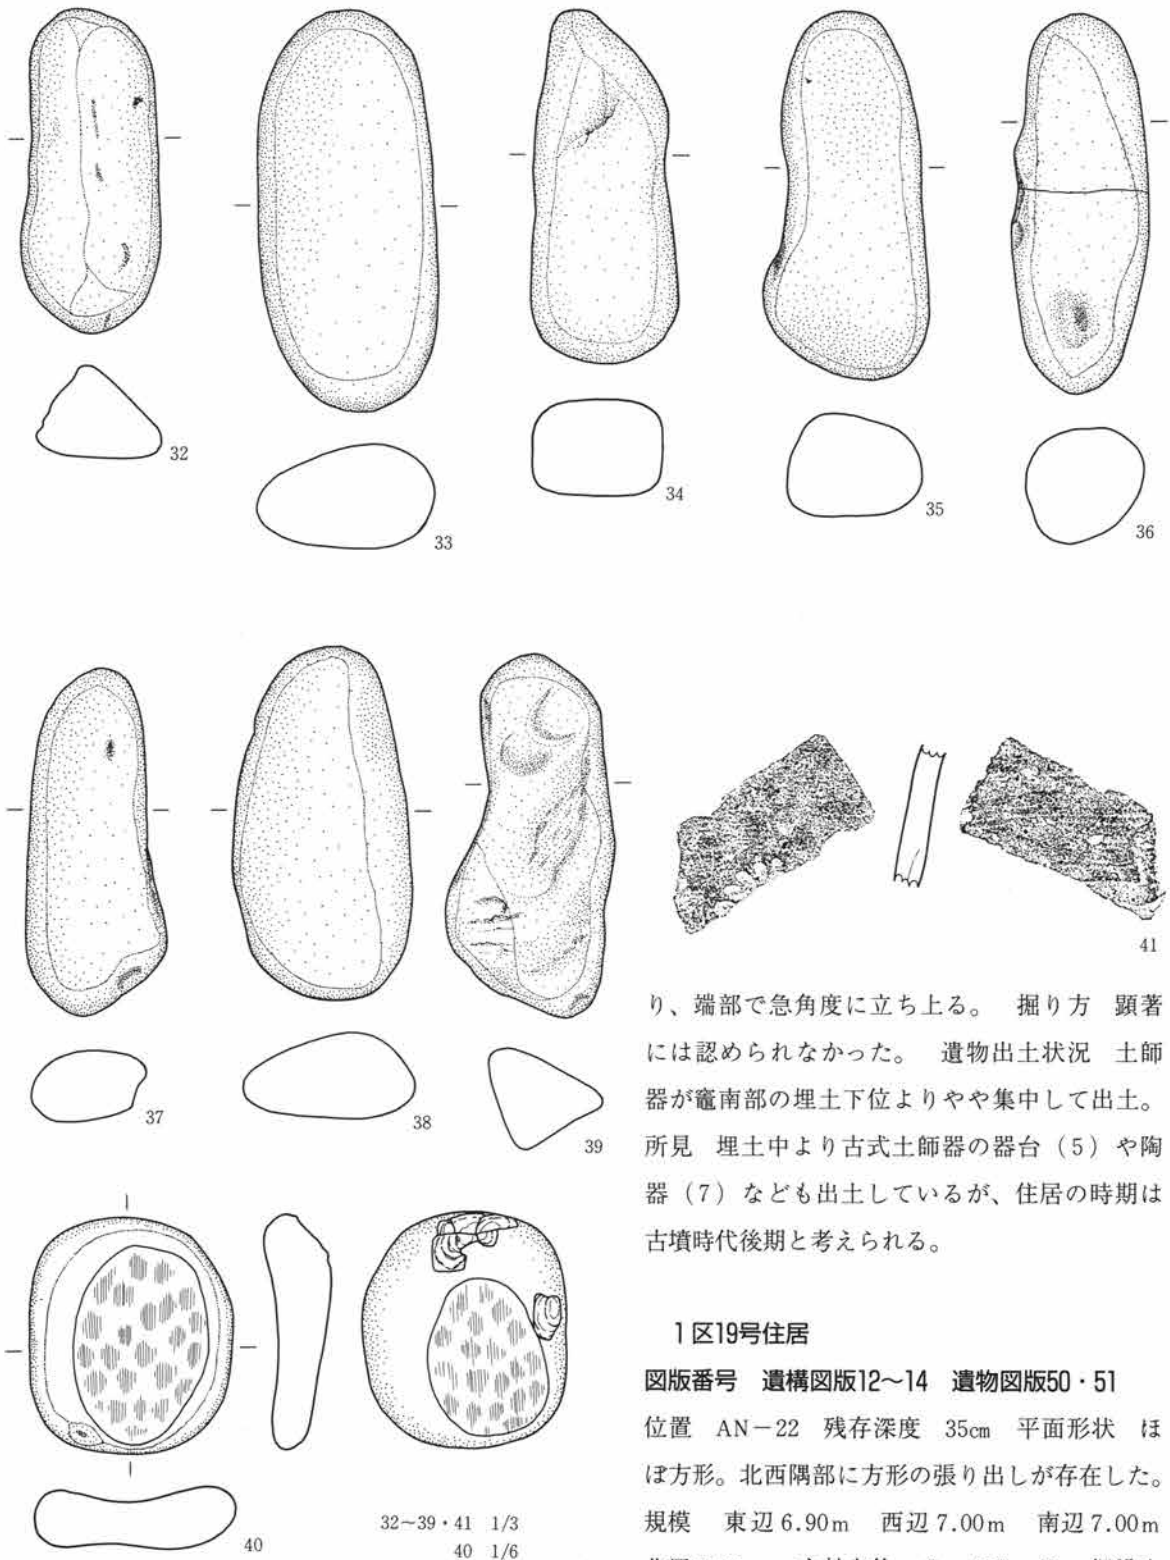 32
33
34
35
36
37
38
39
41
り、端部で急角度に立ち上る。　掘り方　顕著
には認められなかった。　遺物出土状況　土師
器が竈南部の埋土下位よりやや集中して出土。
所見　埋土中より古式土師器の器台（5）や陶
器（7）なども出土しているが、住居の時期は
古墳時代後期と考えられる。
1区19号住居
図版番号　遺構図版12～14　遺物図版50・51
位置　AN－22　残存深度　35cm　平面形状　ほ
ぼ方形。北西隅部に方形の張り出しが存在した。
規模　東辺 6.90m　西辺 7.00m　南辺 7.00m
40
32～39・41　1/3
40　1/6